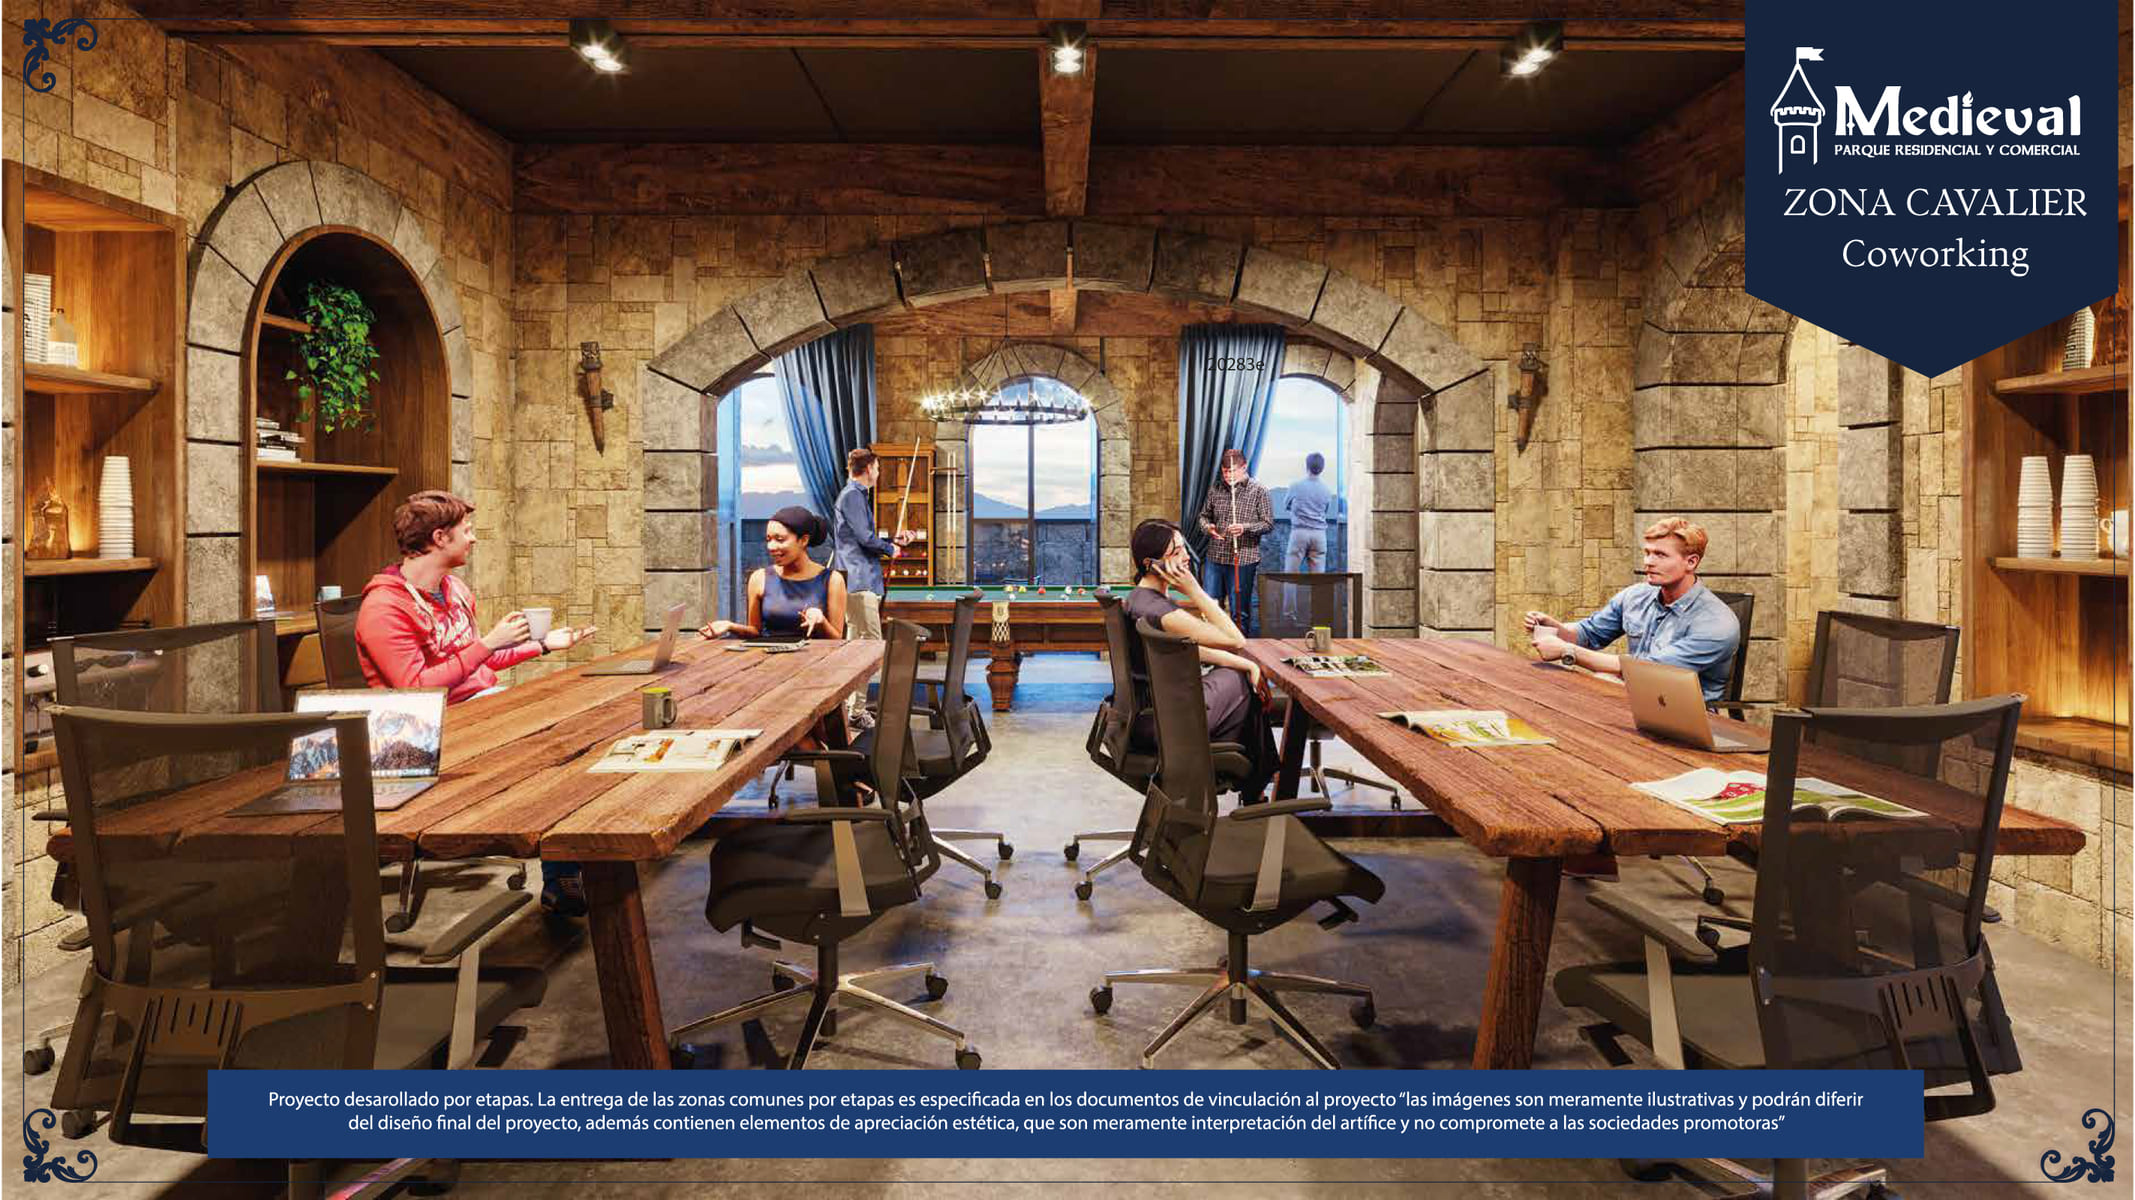 Medieval
PARQUE RESIDENCIAL Y COMERCIAL
ZONA CAVALIER
Coworking
20283e
Proyecto desarollado por etapas. La entrega de las zonas comunes por etapas es especificada en los documentos de vinculación al proyecto “las imágenes son meramente ilustrativas y podrán diferir
del diseño final del proyecto, además contienen elementos de apreciación estética, que son meramente interpretación del artífice y no compromete a las sociedades promotoras”